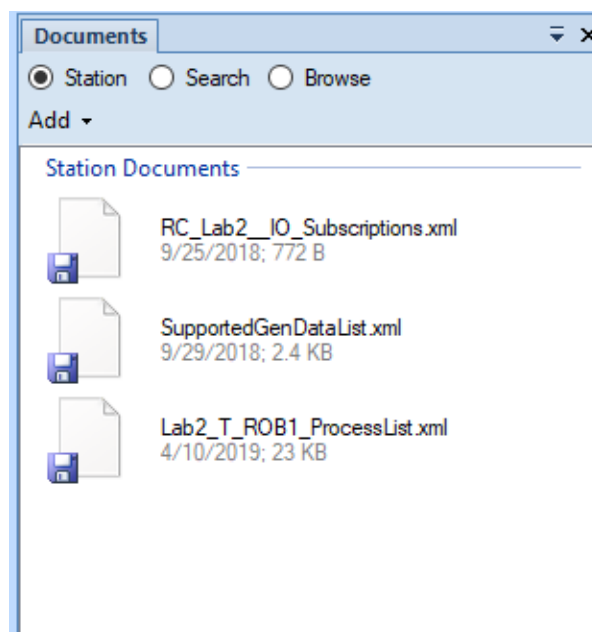 Documents
Station Search Browse
Add
Station Documents
RC_Lab2__IO_Subscriptions.xml
9/25/2018; 772 B
SupportedGenDataList.xml
9/29/2018; 2.4 KB
Lab2_T_ROB1_ProcessList.xml
4/10/2019; 23 KB